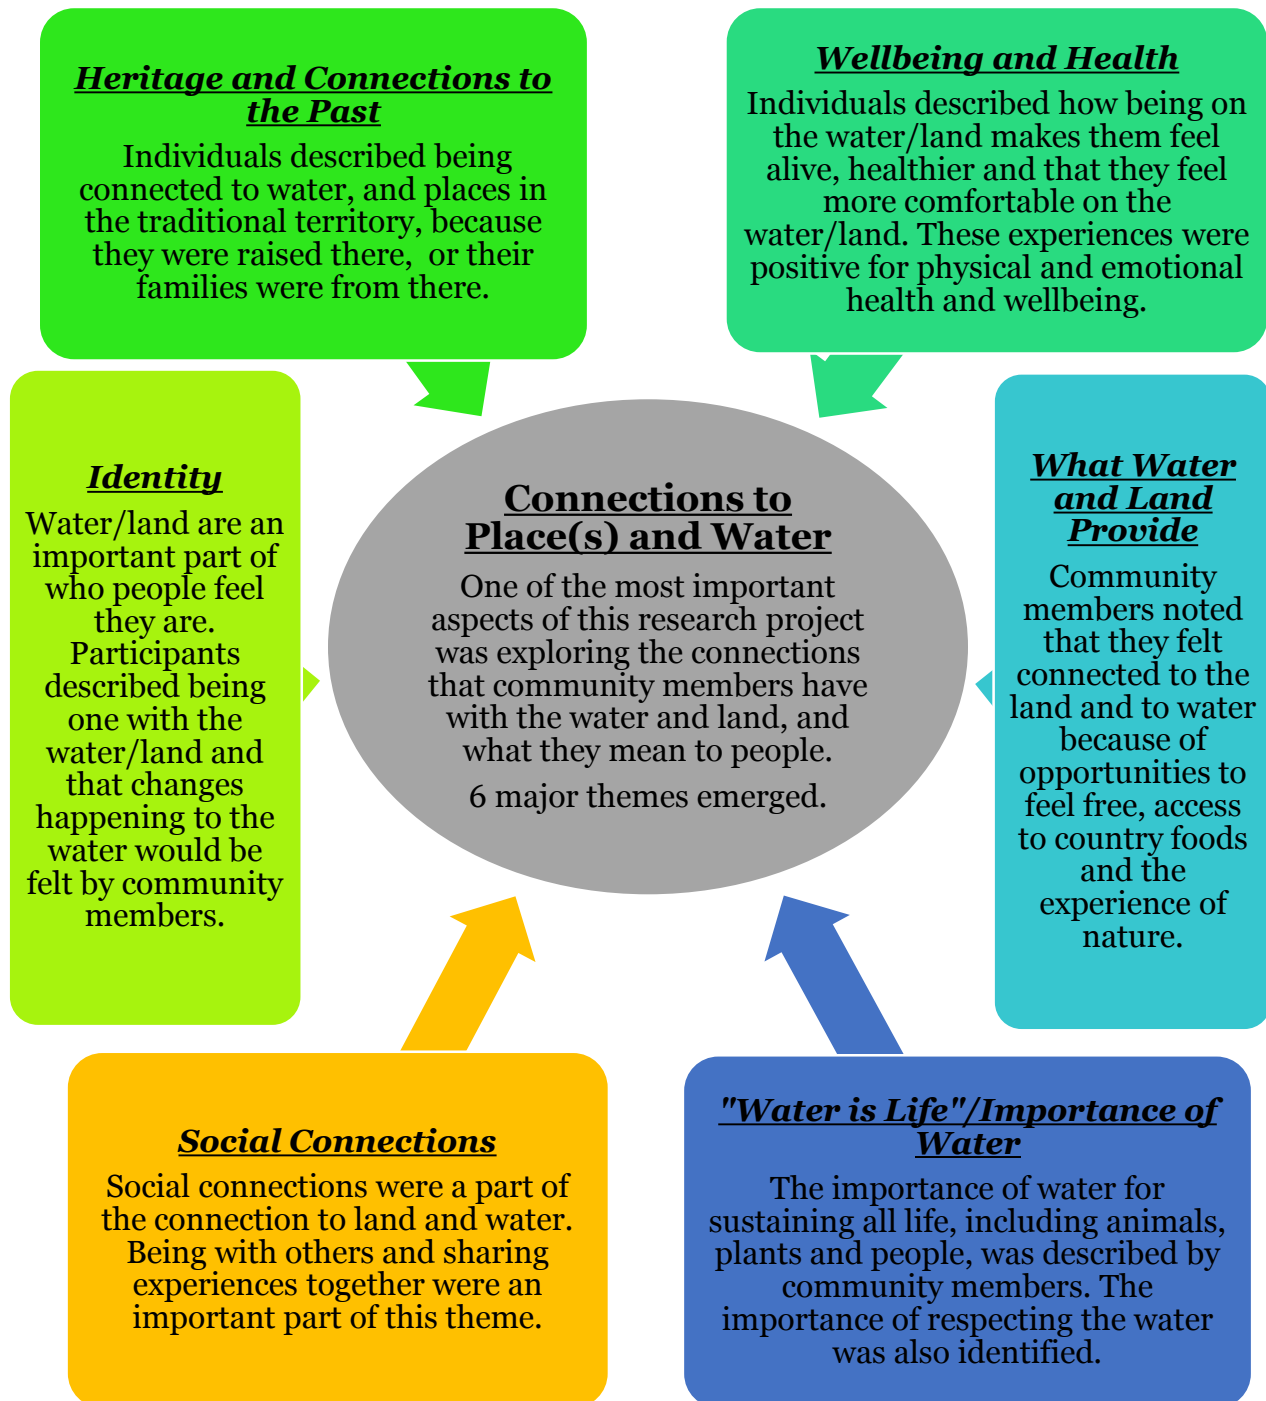 Heritage and Connections to
the Past
Individuals described being
connected to water, and places in
the traditional territory, because
they were raised there, or their
families were from there.
Wellbeing and Health
Individuals described how being on
the water/land makes them feel
alive, healthier and that they feel
more comfortable on the
water/land. These experiences were
positive for physical and emotional
health and wellbeing.
Identity
Water/land are an
important part of
who people feel
they are.
Participants
described being
one with the
water/land and
that changes
happening to the
water would be
felt by community
members.
Connections to
Place(s) and Water
One of the most important
aspects of this research project
was exploring the connections
that community members have
with the water and land, and
what they mean to people.
6 major themes emerged.
What Water
and Land
Provide
Community
members noted
that they felt
connected to the
land and to water
because of
opportunities to
feel free, access
to country foods
and the
experience of
nature.
Social Connections
Social connections were a part of
the connection to land and water.
Being with others and sharing
experiences together were an
important part of this theme.
"Water is Life"/Importance of
Water
The importance of water for
sustaining all life, including animals,
plants and people, was described by
community members. The
importance of respecting the water
was also identified.